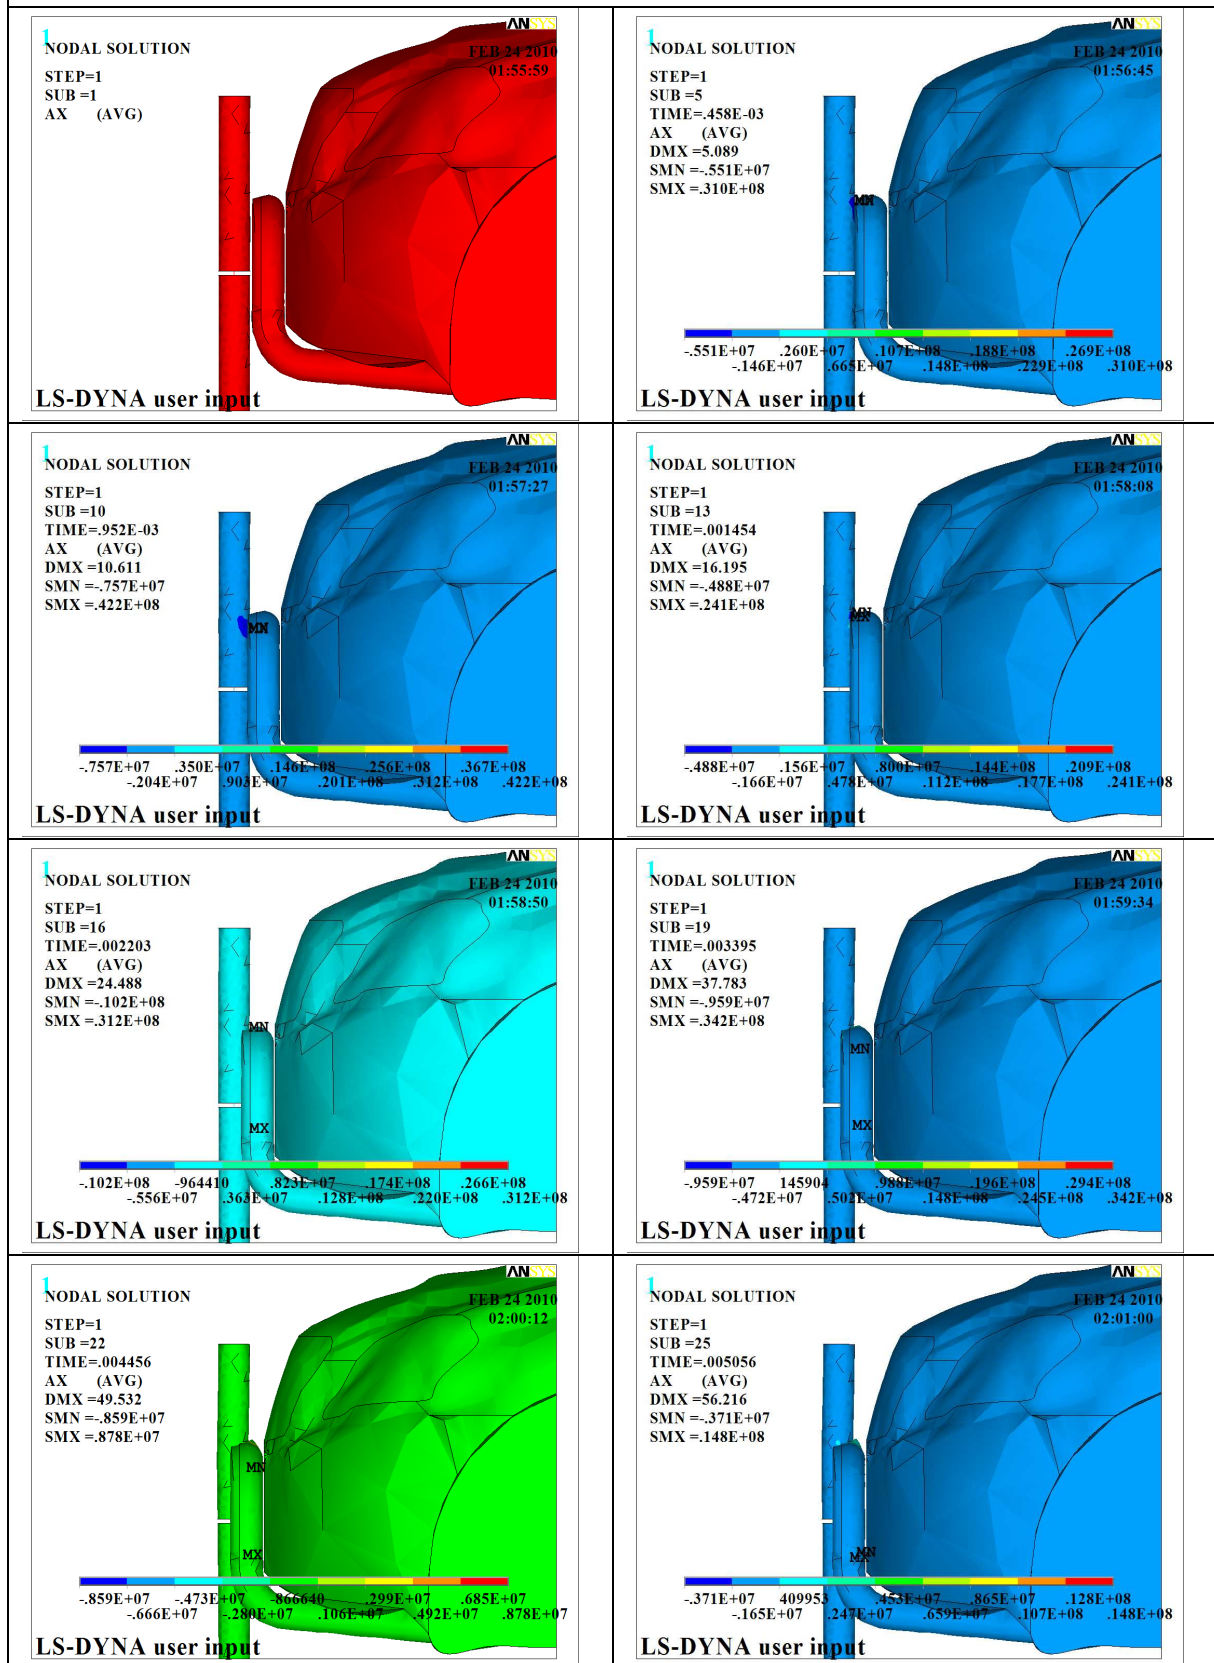 1
ANSYS
NODAL SOLUTION
FEB 24 2010
01:55:59
STEP=1
SUB =1
AX (AVG)
LS-DYNA user input
1
ANSYS
NODAL SOLUTION
FEB 24 2010
01:56:45
STEP=1
SUB =5
TIME=.458E-03
AX (AVG)
DMX =5.089
SMN =-.551E+07
SMX =.310E+08
MX
-.551E+07 .260E+07 .107E+08 .188E+08 .269E+08
-.146E+07 .665E+07 .148E+08 .229E+08 .310E+08
LS-DYNA user input
1
ANSYS
NODAL SOLUTION
FEB 24 2010
01:57:27
STEP=1
SUB =10
TIME=.952E-03
AX (AVG)
DMX =10.611
SMN =-.757E+07
SMX =.422E+08
-.757E+07 .350E+07 .146E+08 .256E+08 .367E+08
-.204E+07 .903E+07 .201E+08 .312E+08 .422E+08
LS-DYNA user input
1
ANSYS
NODAL SOLUTION
FEB 24 2010
01:58:08
STEP=1
SUB =13
TIME=.001454
AX (AVG)
DMX =16.195
SMN =-.488E+07
SMX =.241E+08
MN
MX
-.488E+07 .156E+07 .800E+07 .144E+08 .209E+08
-.166E+07 .478E+07 .112E+08 .177E+08 .241E+08
LS-DYNA user input
1
ANSYS
NODAL SOLUTION
FEB 24 2010
01:58:50
STEP=1
SUB =16
TIME=.002203
AX (AVG)
DMX =24.488
SMN =-.102E+08
SMX =.312E+08
MN
MX
-.102E+08 -964410 .823E+07 .174E+08 .266E+08
-.556E+07 .363E+07 .128E+08 .220E+08 .312E+08
LS-DYNA user input
1
ANSYS
NODAL SOLUTION
FEB 24 2010
01:59:34
STEP=1
SUB =19
TIME=.003395
AX (AVG)
DMX =37.783
SMN =-.959E+07
SMX =.342E+08
MN
MX
-.959E+07 145904 .988E+07 .196E+08 .294E+08
-.472E+07 .502E+07 .148E+08 .245E+08 .342E+08
LS-DYNA user input
1
ANSYS
NODAL SOLUTION
FEB 24 2010
02:00:12
STEP=1
SUB =22
TIME=.004456
AX (AVG)
DMX =49.532
SMN =-.859E+07
SMX =.878E+07
MN
MX
-.859E+07 -.473E+07 -866640 .299E+07 .685E+07
-.666E+07 -.280E+07 .106E+07 .492E+07 .878E+07
LS-DYNA user input
1
ANSYS
NODAL SOLUTION
FEB 24 2010
02:01:00
STEP=1
SUB =25
TIME=.005056
AX (AVG)
DMX =56.216
SMN =-.371E+07
SMX =.148E+08
MN
MX
-.371E+07 409953 .453E+07 .865E+07 .128E+08
-.165E+07 .247E+07 .659E+07 .107E+08 .148E+08
LS-DYNA user input